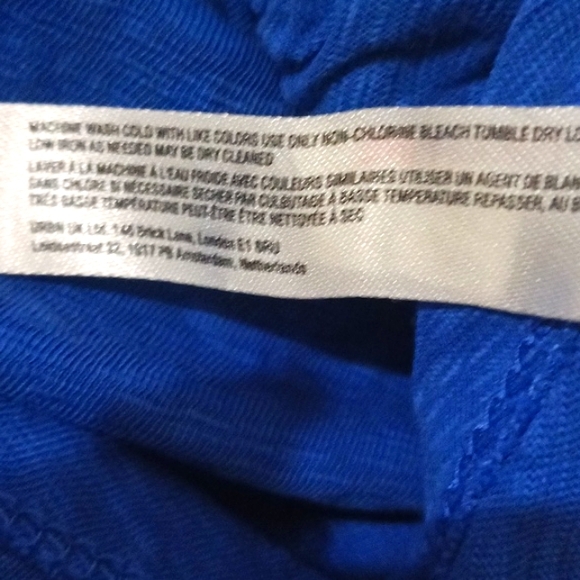 MACHINE WASH COLD WITH LIKE COLORS USE ONLY NON-CHLORINE BLEACH TUMBLE DRY LO
LOW IRON AS NEEDED MAY BE DRY CLEANED
LAVER À LA MACHINE À L'EAU FROIDE AVEC COULEURS SIMILAIRES UTILISER UN AGENT DE BLAN
SANS CHLORE SI NÉCESSAIRE SÉCHER PAR CULBUTAGE À BASSE TEMPÉRATURE REPASSER, AU B
TRÈS BASSE TEMPÉRATURE PEUT-ÊTRE ÊTRE NETTOYÉE À SEC
URBN UK Ltd. 146 Brick Lane, London E1 6RU
Leidsestraat 32, 1017 PB Amsterdam, Netherlands